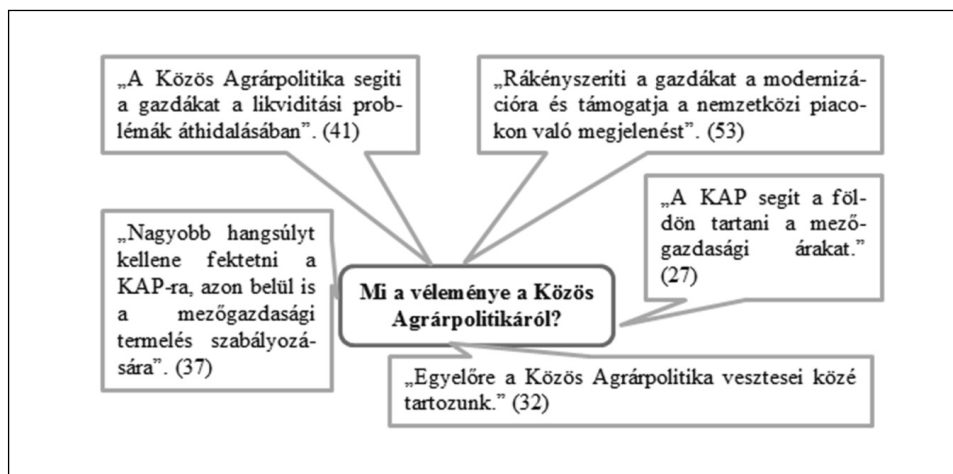 „A Közös Agrárpolitika segíti
a gazdákat a likviditási prob-
lémák áthidalásában”. (41)
„Rákényszeríti a gazdákat a modernizá-
cióra és támogatja a nemzetközi piaco-
kon való megjelenést”. (53)
„A KAP segít a föl-
dön tartani a mező-
gazdasági árakat.”
(27)
„Nagyobb hangsúlyt
kellene fektetni a
KAP-ra, azon belül is
a mezőgazdasági
termelés szabályozá-
sára”. (37)
Mi a véleménye a Közös
Agrárpolitikáról?
„Egyelőre a Közös Agrárpolitika vesztesei közé
tartozunk.” (32)